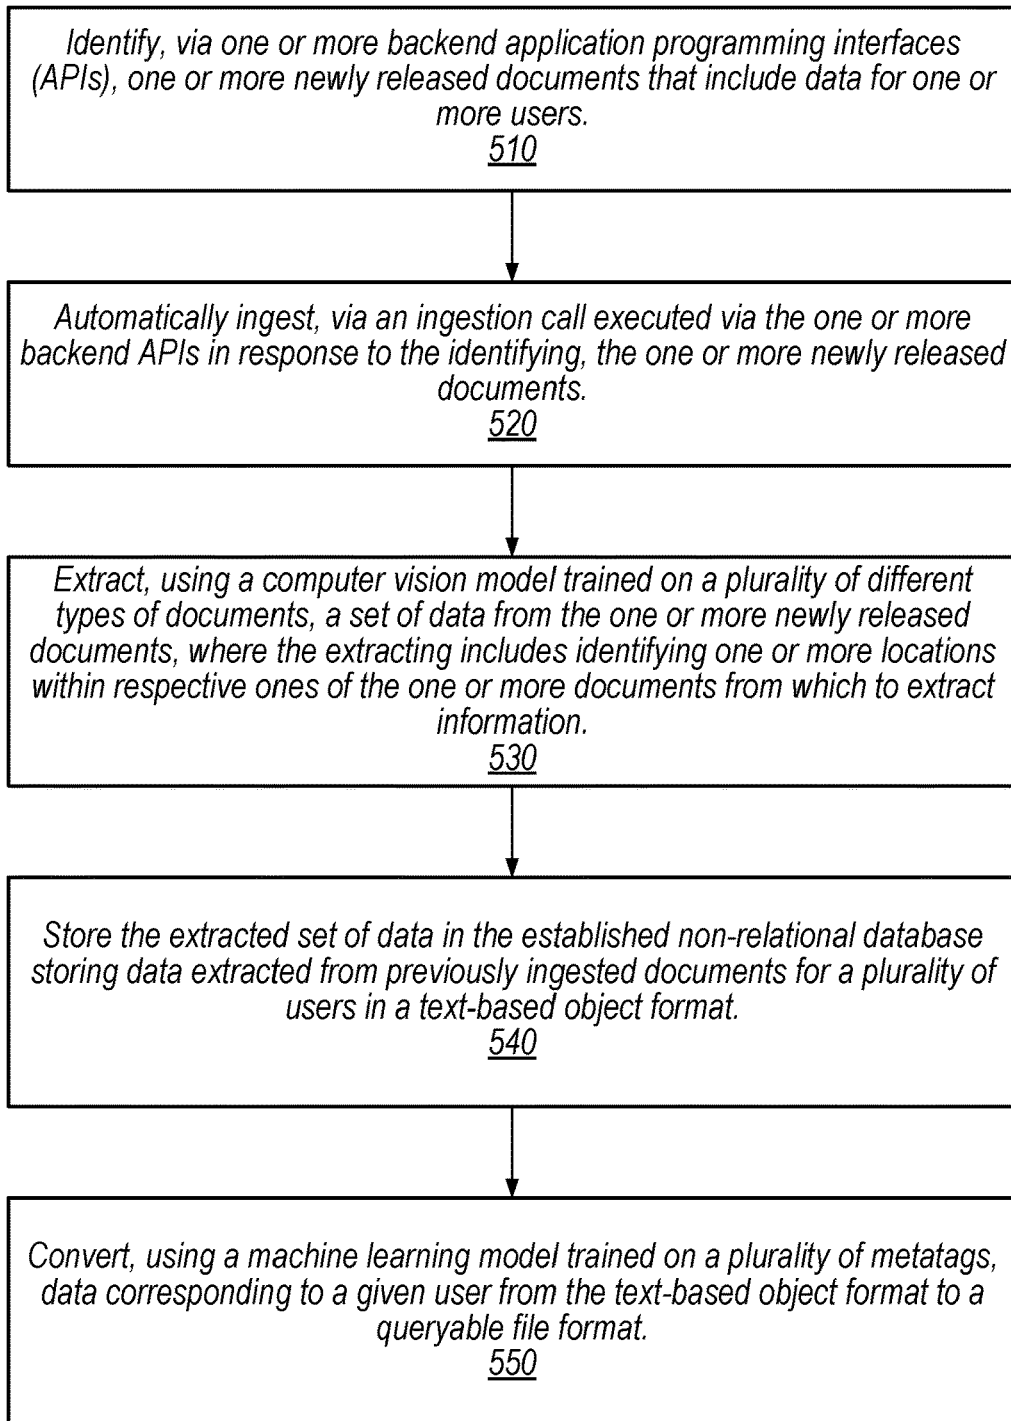 Identify, via one or more backend application programming interfaces
(APIs), one or more newly released documents that include data for one or
more users.
510
Automatically ingest, via an ingestion call executed via the one or more
backend APIs in response to the identifying, the one or more newly released
documents.
520
Extract, using a computer vision model trained on a plurality of different
types of documents, a set of data from the one or more newly released
documents, where the extracting includes identifying one or more locations
within respective ones of the one or more documents from which to extract
information.
530
Store the extracted set of data in the established non-relational database
storing data extracted from previously ingested documents for a plurality of
users in a text-based object format.
540
Convert, using a machine learning model trained on a plurality of metatags,
data corresponding to a given user from the text-based object format to a
queryable file format.
550